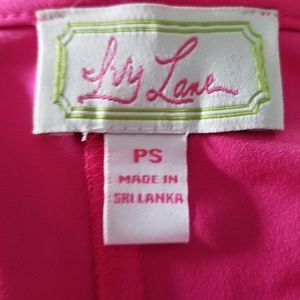 Ivy Lane
PS
MADE IN
SRI LANKA